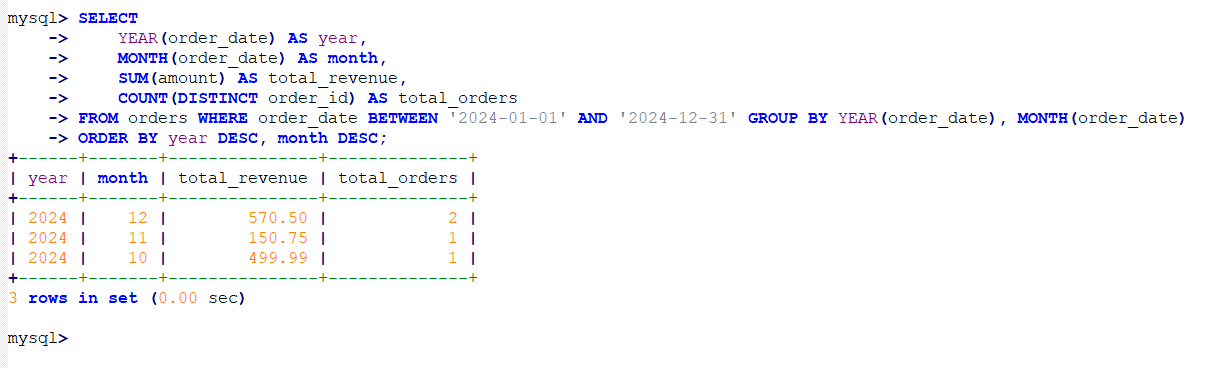 mysql> SELECT
    ->     YEAR(order_date) AS year,
    ->     MONTH(order_date) AS month,
    ->     SUM(amount) AS total_revenue,
    ->     COUNT(DISTINCT order_id) AS total_orders
    -> FROM orders WHERE order_date BETWEEN '2024-01-01' AND '2024-12-31' GROUP BY YEAR(order_date), MONTH(order_date)
    -> ORDER BY year DESC, month DESC;
+------+-------+---------------+--------------+
| year | month | total_revenue | total_orders |
+------+-------+---------------+--------------+
| 2024 |    12 |        570.50 |            2 |
| 2024 |    11 |        150.75 |            1 |
| 2024 |    10 |        499.99 |            1 |
+------+-------+---------------+--------------+
3 rows in set (0.00 sec)
mysql>